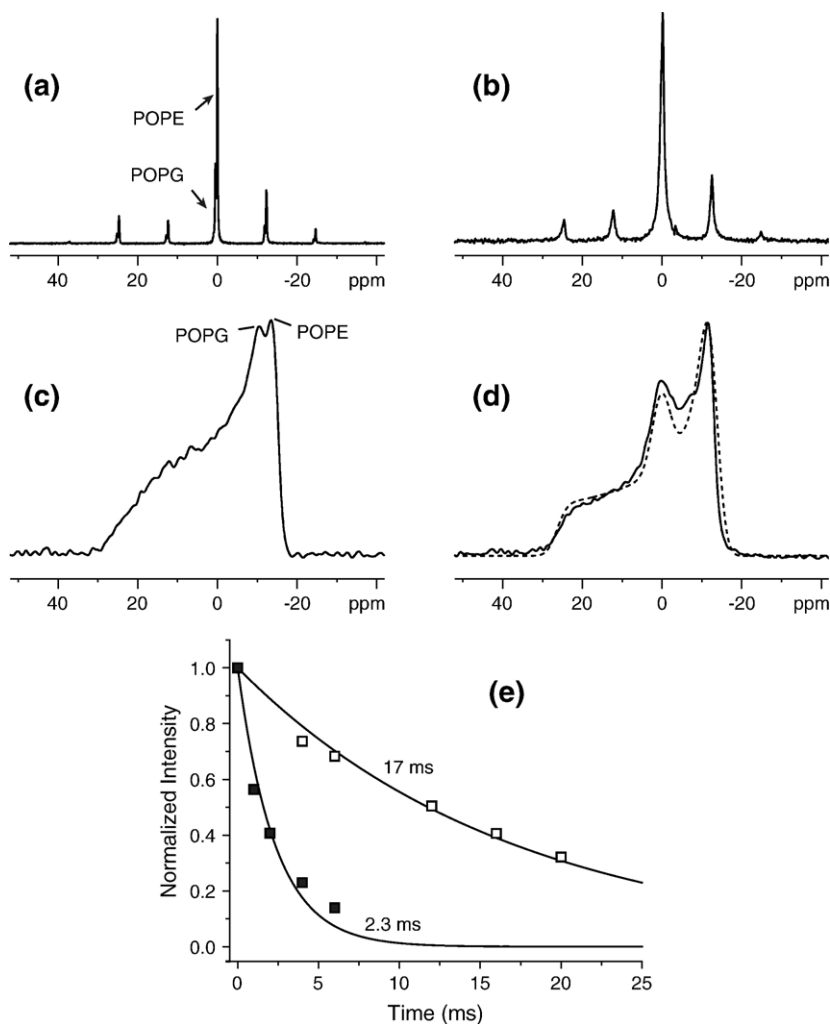 (a)
POPE
POPG
40 20 0 -20 ppm
(b)
40 20 0 -20 ppm
(c)
POPG POPE
40 20 0 -20 ppm
(d)
40 20 0 -20 ppm
(e)
Normalized Intensity
1.0
0.8
0.6
0.4
0.2
0.0
17 ms
2.3 ms
0 5 10 15 20 25
Time (ms)